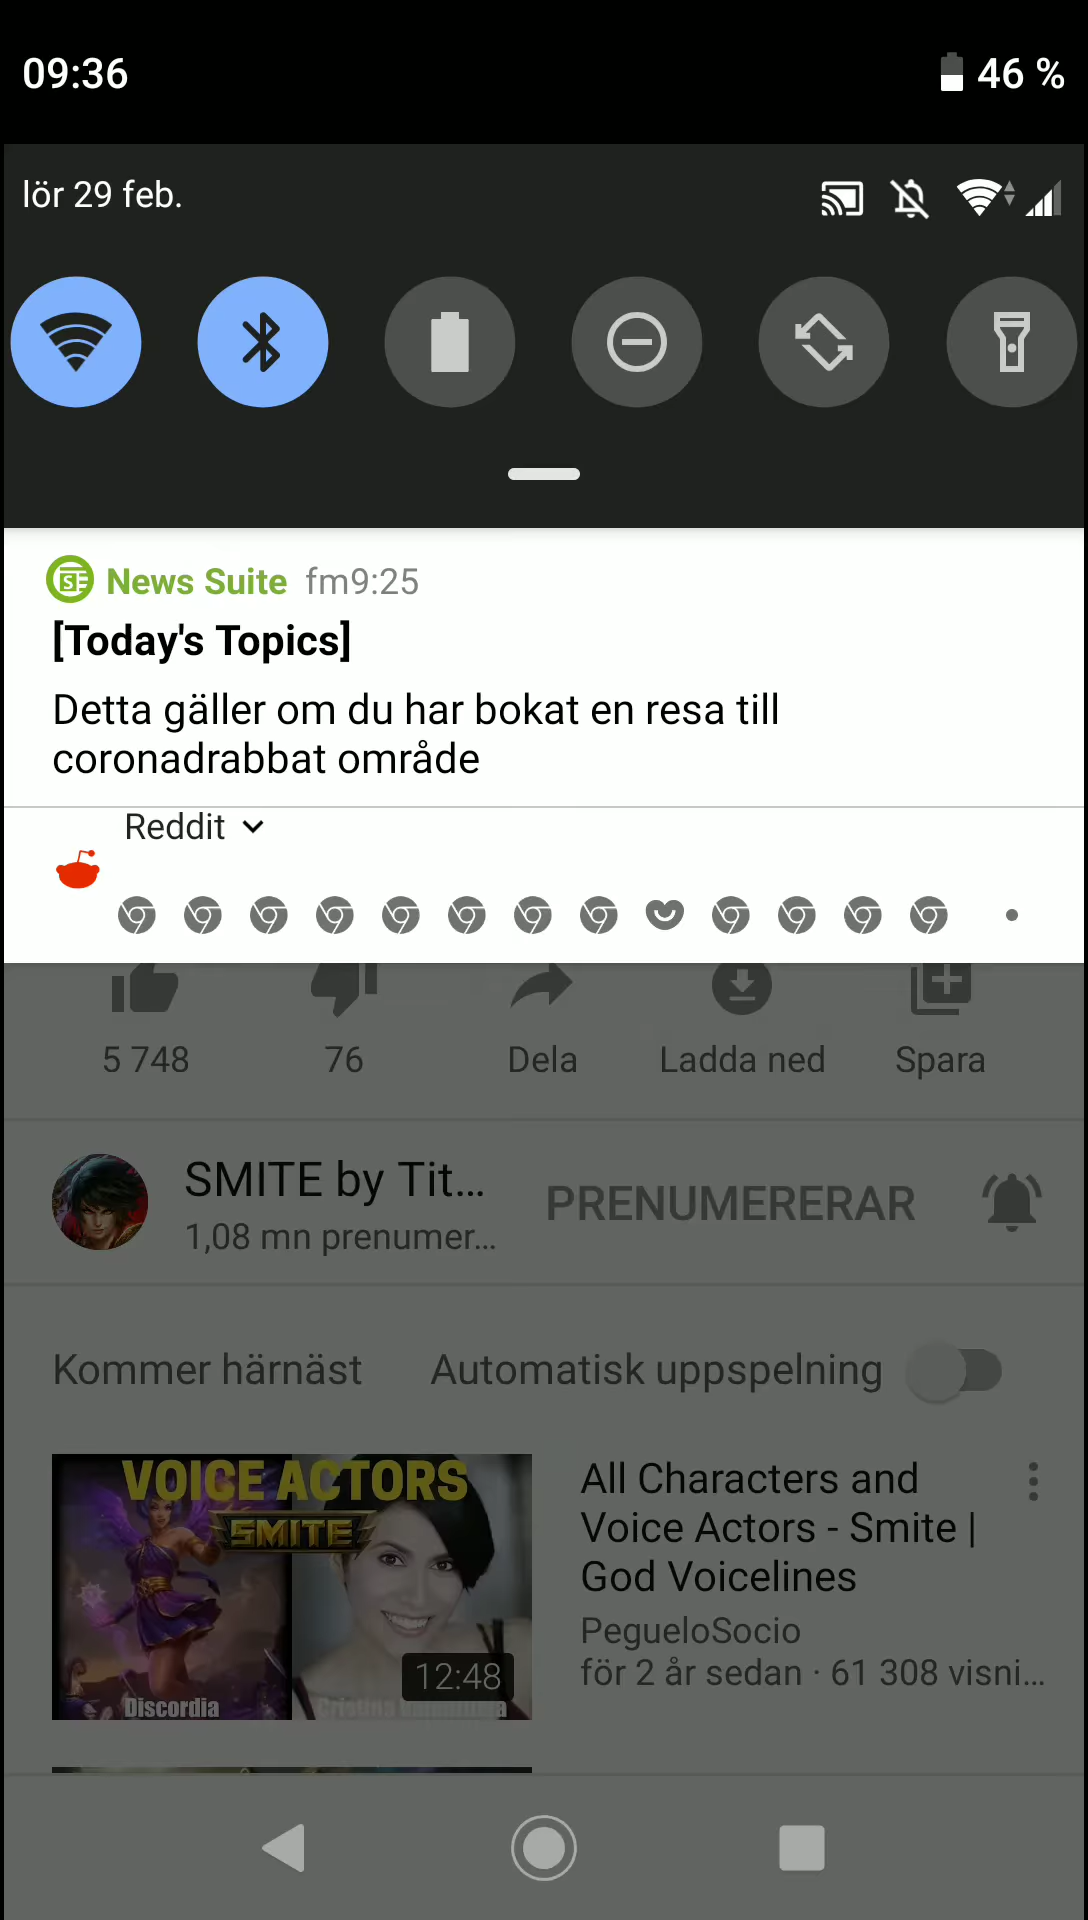 09:36
46 %
lör 29 feb.
News Suite fm9:25
[Today's Topics]
Detta gäller om du har bokat en resa till
coronadrabbat område
Reddit
5 748
76
Dela
Ladda ned
Spara
SMITE by Tit...
1,08 mn prenumer...
PRENUMERERAR
Kommer härnäst
Automatisk uppspelning
VOICE ACTORS
SMITE
12:48
Discordia
All Characters and
Voice Actors - Smite |
God Voicelines
PegueloSocio
för 2 år sedan · 61 308 visni...